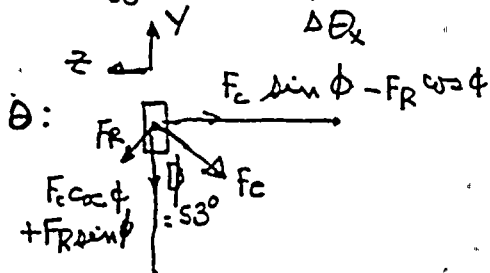 Y
Δθx
Z
Fc sin φ - FR cos φ
θ:
FR
Fc
φ
= 53°
Fc cos φ
+ FR sin φ